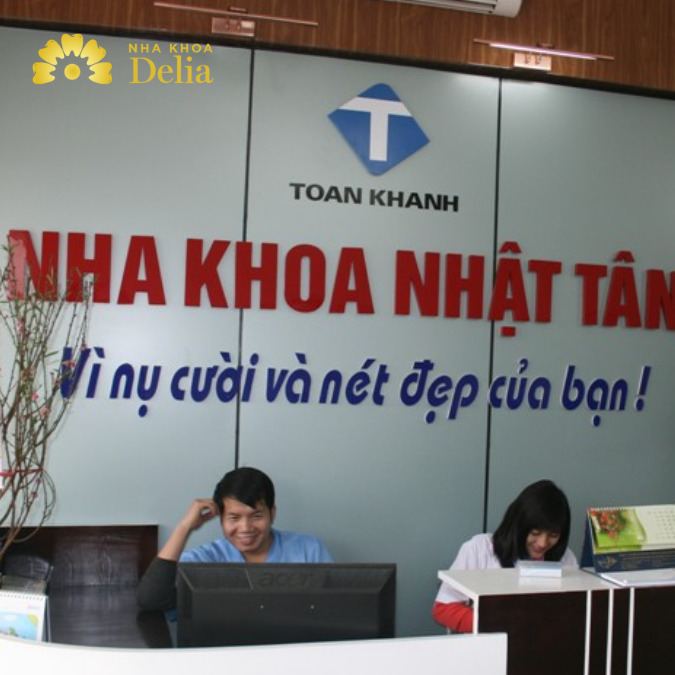 NHA KHOA
Delia
T
TOAN KHANH
NHA KHOA NHẬT TÂN
Vì nụ cười và nét đẹp của bạn!
acer